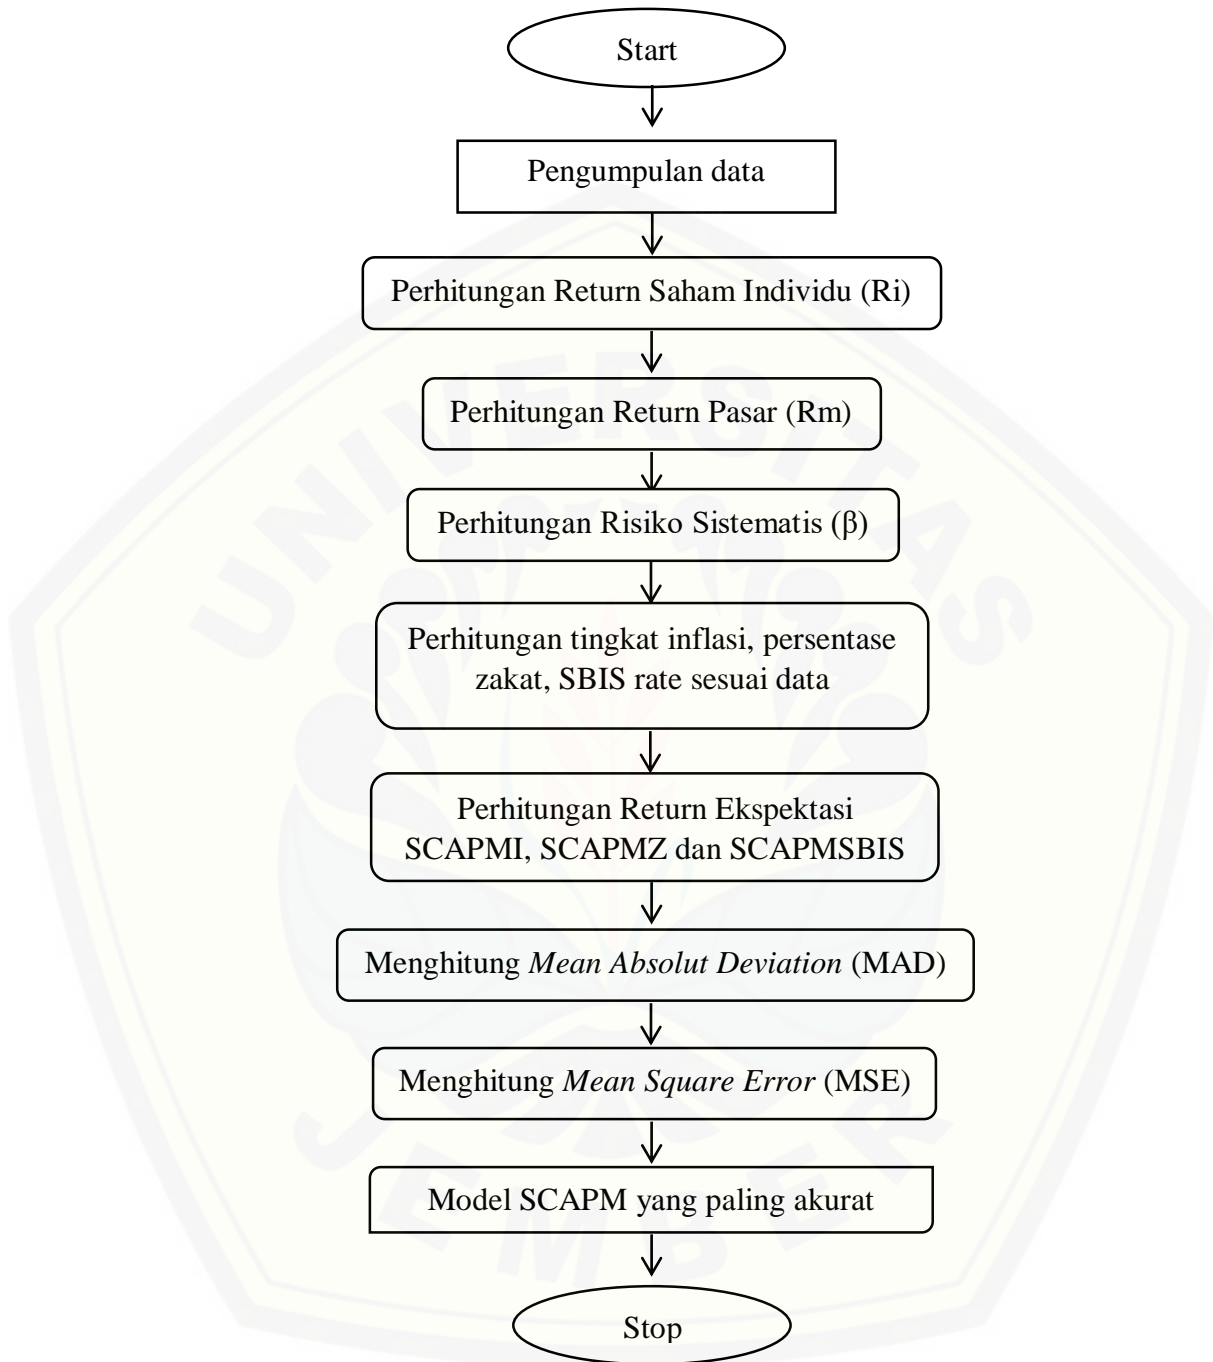 Start
Pengumpulan data
Perhitungan Return Saham Individu (Ri)
Perhitungan Return Pasar (Rm)
Perhitungan Risiko Sistematis (β)
Perhitungan tingkat inflasi, persentase
zakat, SBIS rate sesuai data
Perhitungan Return Ekspektasi
SCAPMI, SCAPMZ dan SCAPMSBIS
Menghitung Mean Absolut Deviation (MAD)
Menghitung Mean Square Error (MSE)
Model SCAPM yang paling akurat
Stop
UNIVERSITAS
JEMBER